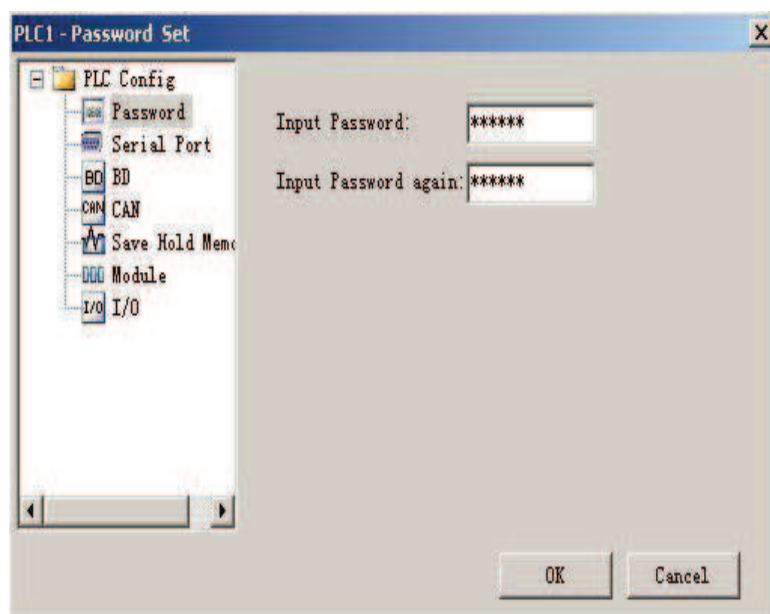 PLC1 - Password Set
PLC Config
Password
Serial Port
BD BD
CAN CAN
Save Hold Memo
Module
I/O I/O
Input Password: ******
Input Password again: ******
OK
Cancel